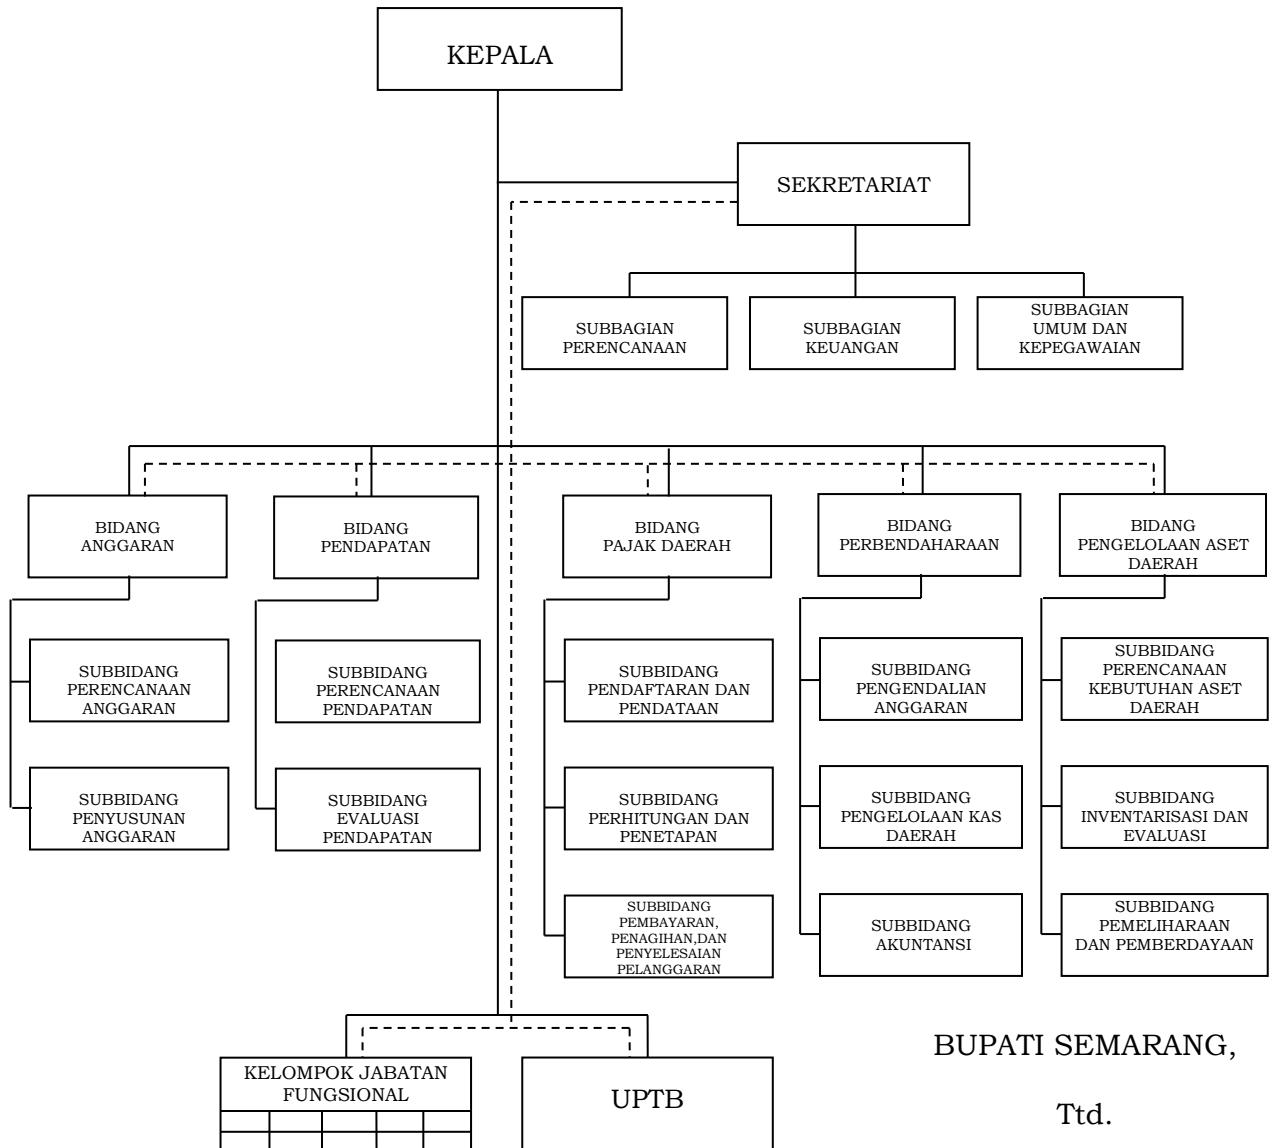 KEPALA
SEKRETARIAT
SUBBAGIAN
PERENCANAAN
SUBBAGIAN
KEUANGAN
SUBBAGIAN
UMUM DAN
KEPEGAWAIAN
BIDANG
ANGGARAN
BIDANG
PENDAPATAN
BIDANG
PAJAK DAERAH
BIDANG
PERBENDAHARAAN
BIDANG
PENGELOLAAN ASET
DAERAH
SUBBIDANG
PERENCANAAN
ANGGARAN
SUBBIDANG
PERENCANAAN
PENDAPATAN
SUBBIDANG
PENDAFTARAN DAN
PENDATAAN
SUBBIDANG
PENGENDALIAN
ANGGARAN
SUBBIDANG
PERENCANAAN
KEBUTUHAN ASET
DAERAH
SUBBIDANG
PENYUSUNAN
ANGGARAN
SUBBIDANG
EVALUASI
PENDAPATAN
SUBBIDANG
PERHITUNGAN DAN
PENETAPAN
SUBBIDANG
PENGELOLAAN KAS
DAERAH
SUBBIDANG
INVENTARISASI DAN
EVALUASI
SUBBIDANG
PEMBAYARAN,
PENAGIHAN,DAN
PENYELESAIAN
PELANGGARAN
SUBBIDANG
AKUNTANSI
SUBBIDANG
PEMELIHARAAN
DAN PEMBERDAYAAN
KELOMPOK JABATAN
FUNGSIONAL
UPTB
BUPATI SEMARANG,
Ttd.